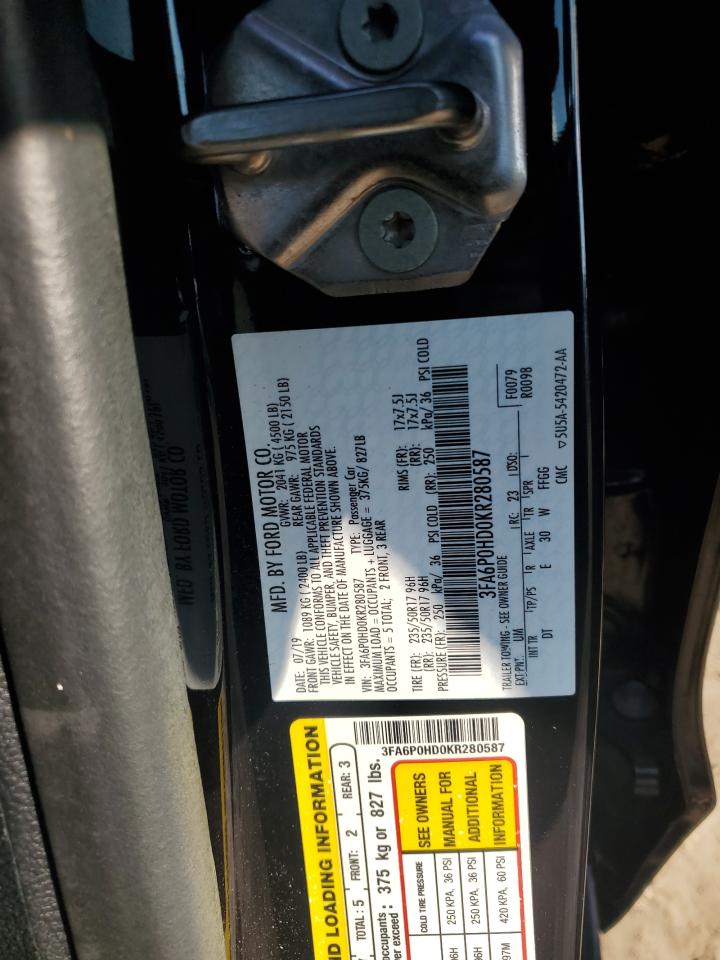 MFD. BY FORD MOTOR CO.
DATE: 07/19 GVWR: 2041 KG ( 4500 LB)
FRONT GAWR: 1089 KG ( 2400 LB) REAR GAWR: 975 KG ( 2150 LB)
THIS VEHICLE CONFORMS TO ALL APPLICABLE FEDERAL MOTOR
VEHICLE SAFETY, BUMPER, AND THEFT PREVENTION STANDARDS
IN EFFECT ON THE DATE OF MANUFACTURE SHOWN ABOVE.
VIN: 3FA6P0HD0KR280587 TYPE: Passenger Car
MAXIMUM LOAD = OCCUPANTS + LUGGAGE = 375KG/ 827LB
OCCUPANTS = 5 TOTAL; 2 FRONT, 3 REAR
TIRE (FR): 235/50R17 96H RIMS (FR): 17x7.5J
(RR): 235/50R17 96H (RR): 17x7.5J
PRESSURE (FR): 250 kPa/ 36 PSI COLD (RR): 250 kPa/ 36 PSI COLD
3FA6P0HD0KR280587
TRAILER TOWING - SEE OWNER GUIDE
F0079
R0098
EXT PNT: UM RC: 23 DSO:
INT TR TP/PS R AXLE TR SPR
DT E 30 W FFGG
CMC ▽5U5A-5420472-AA
3FA6P0HD0KR280587
ND LOADING INFORMATION
TOTAL: 5 FRONT: 2 REAR: 3
occupants
er exceed : 375 kg or 827 lbs.
COLD TIRE PRESSURE SEE OWNERS
96H 250 KPA, 36 PSI MANUAL FOR
96H 250 KPA, 36 PSI ADDITIONAL
97M 420 KPA, 60 PSI INFORMATION